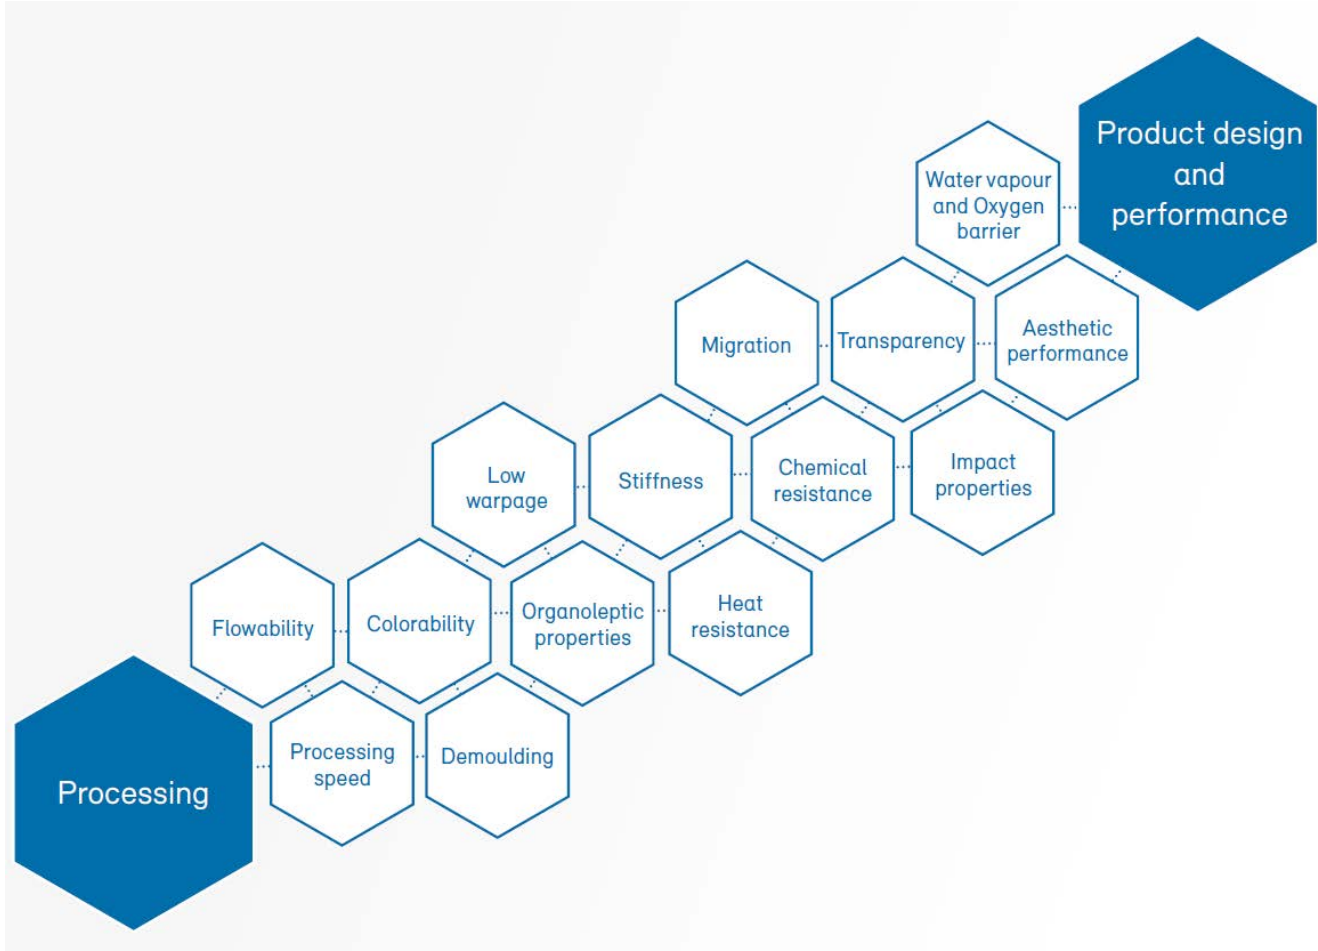 Product design
and
performance
Water vapour
and Oxygen
barrier
Migration
Transparency
Aesthetic
performance
Low
warpage
Stiffness
Chemical
resistance
Impact
properties
Flowability
Colorability
Organoleptic
properties
Heat
resistance
Processing
Processing
speed
Demoulding